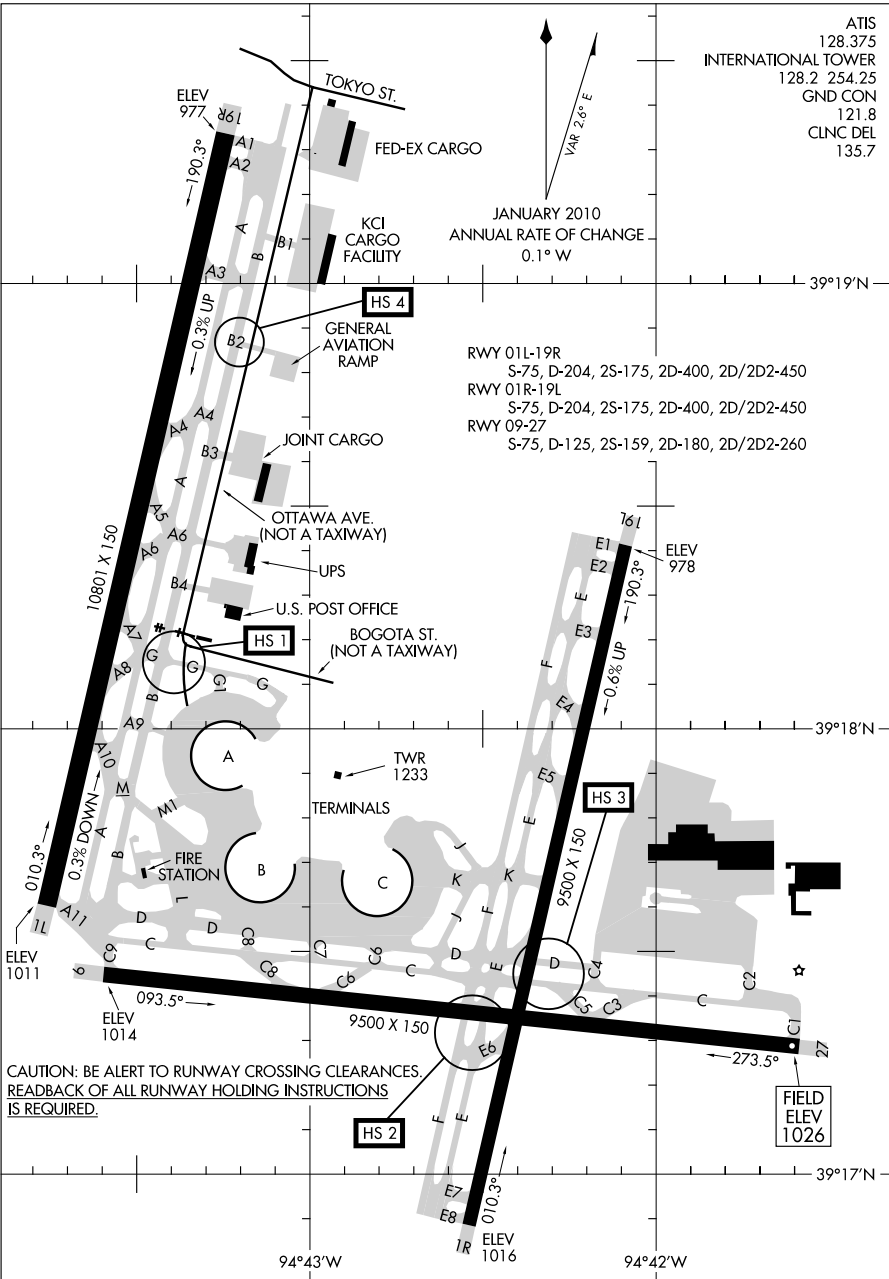 ATIS
128.375
INTERNATIONAL TOWER
128.2 254.25
GND CON
121.8
CLNC DEL
135.7
VAR 2.6° E
JANUARY 2010
ANNUAL RATE OF CHANGE
0.1° W
TOKYO ST.
ELEV
977
19R
A1
A2
190.3°
FED-EX CARGO
KCI
CARGO
FACILITY
A
B
B1
A3
39°19'N
HS 4
0.3% UP
B2
GENERAL
AVIATION
RAMP
RWY 01L-19R
S-75, D-204, 2S-175, 2D-400, 2D/2D2-450
RWY 01R-19L
S-75, D-204, 2S-175, 2D-400, 2D/2D2-450
RWY 09-27
S-75, D-125, 2S-159, 2D-180, 2D/2D2-260
A4
A4
B3
JOINT CARGO
A
A5
OTTAWA AVE.
(NOT A TAXIWAY)
10801 X 150
A6
A6
UPS
B4
U.S. POST OFFICE
19L
E1
E2
ELEV
978
190.3°
E
E3
0.6% UP
F
E4
HS 1
BOGOTA ST.
(NOT A TAXIWAY)
A7
G
A8
G
G1
G
B
A9
39°18'N
A10
A
TWR
1233
TERMINALS
E5
HS 3
M1
M1
E
9500 X 150
0.3% DOWN
010.3°
A
B
FIRE
STATION
B
C
J
K
K
L
A11
1L
D
D
J
F
ELEV
1011
C9
C
C8
C8
C7
C6
C6
C
D
E
D
C4
C2
9
093.5°
ELEV
1014
C5
C3
C
C1
9500 X 150
E6
273.5°
27
CAUTION: BE ALERT TO RUNWAY CROSSING CLEARANCES.
READBACK OF ALL RUNWAY HOLDING INSTRUCTIONS
IS REQUIRED.
FIELD
ELEV
1026
HS 2
F
E
39°17'N
E7
E8
010.3°
1R
ELEV
1016
94°43'W
94°42'W